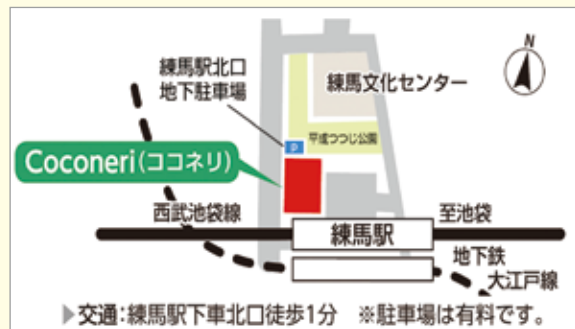 N
練馬駅北口
地下駐車場
練馬文化センター
P
平成つつじ公園
Coconeri(ココネリ)
西武池袋線
至池袋
練馬駅
地下鉄
大江戸線
▶交通:練馬駅下車北口徒歩1分 ※駐車場は有料です。